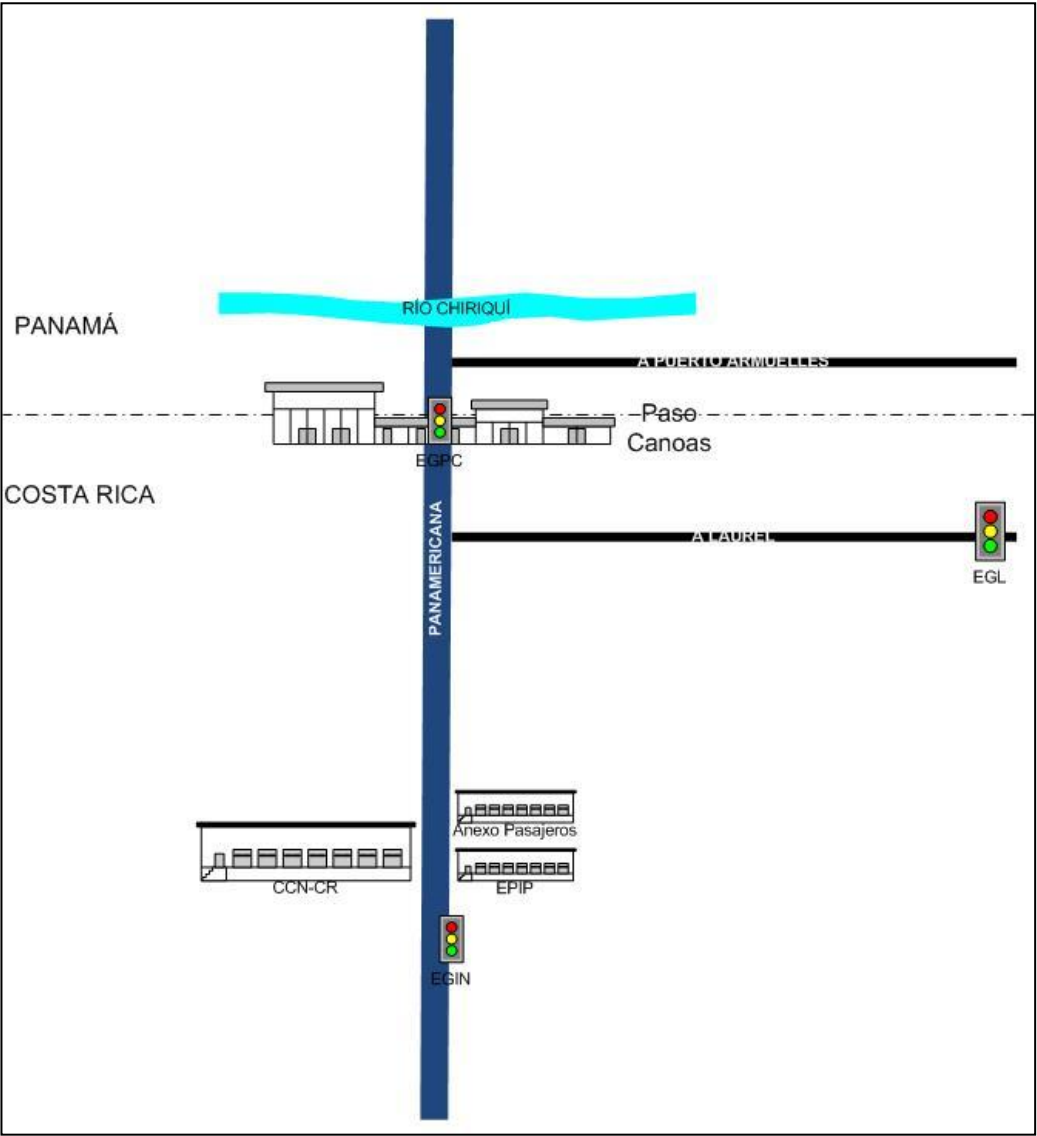 RÍO CHIRIQUÍ
PANAMÁ
A PUERTO ARMUELLES
Paso
Canoas
EGPC
COSTA RICA
PANAMERICANA
A LAUREL
EGL
Anexo Pasajeros
CCN-CR
EPIP
EGIN